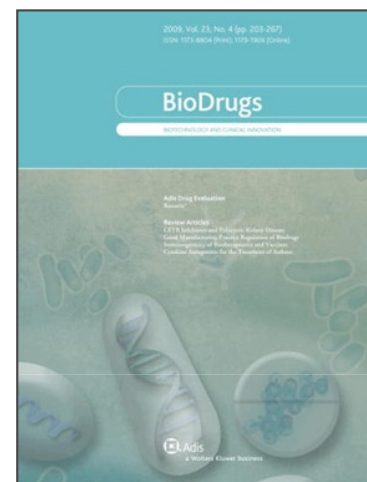 2009, Vol. 23, No. 4 (pp. 203-267)
ISSN: 1173-8804 (Print), 1179-190X (Online)
BioDrugs
BIOTECHNOLOGY AND CLINICAL INNOVATION
Adis Drug Evaluation
Review Articles
CFTR Inhibitors and Polycystic Kidney Disease
Good Manufacturing Practice Regulation of Biodrugs
Immunogenicity of Biotherapeutics and Vaccines
Cytokine Antagonists for the Treatment of Asthma
Adis
a Wolters Kluwer business